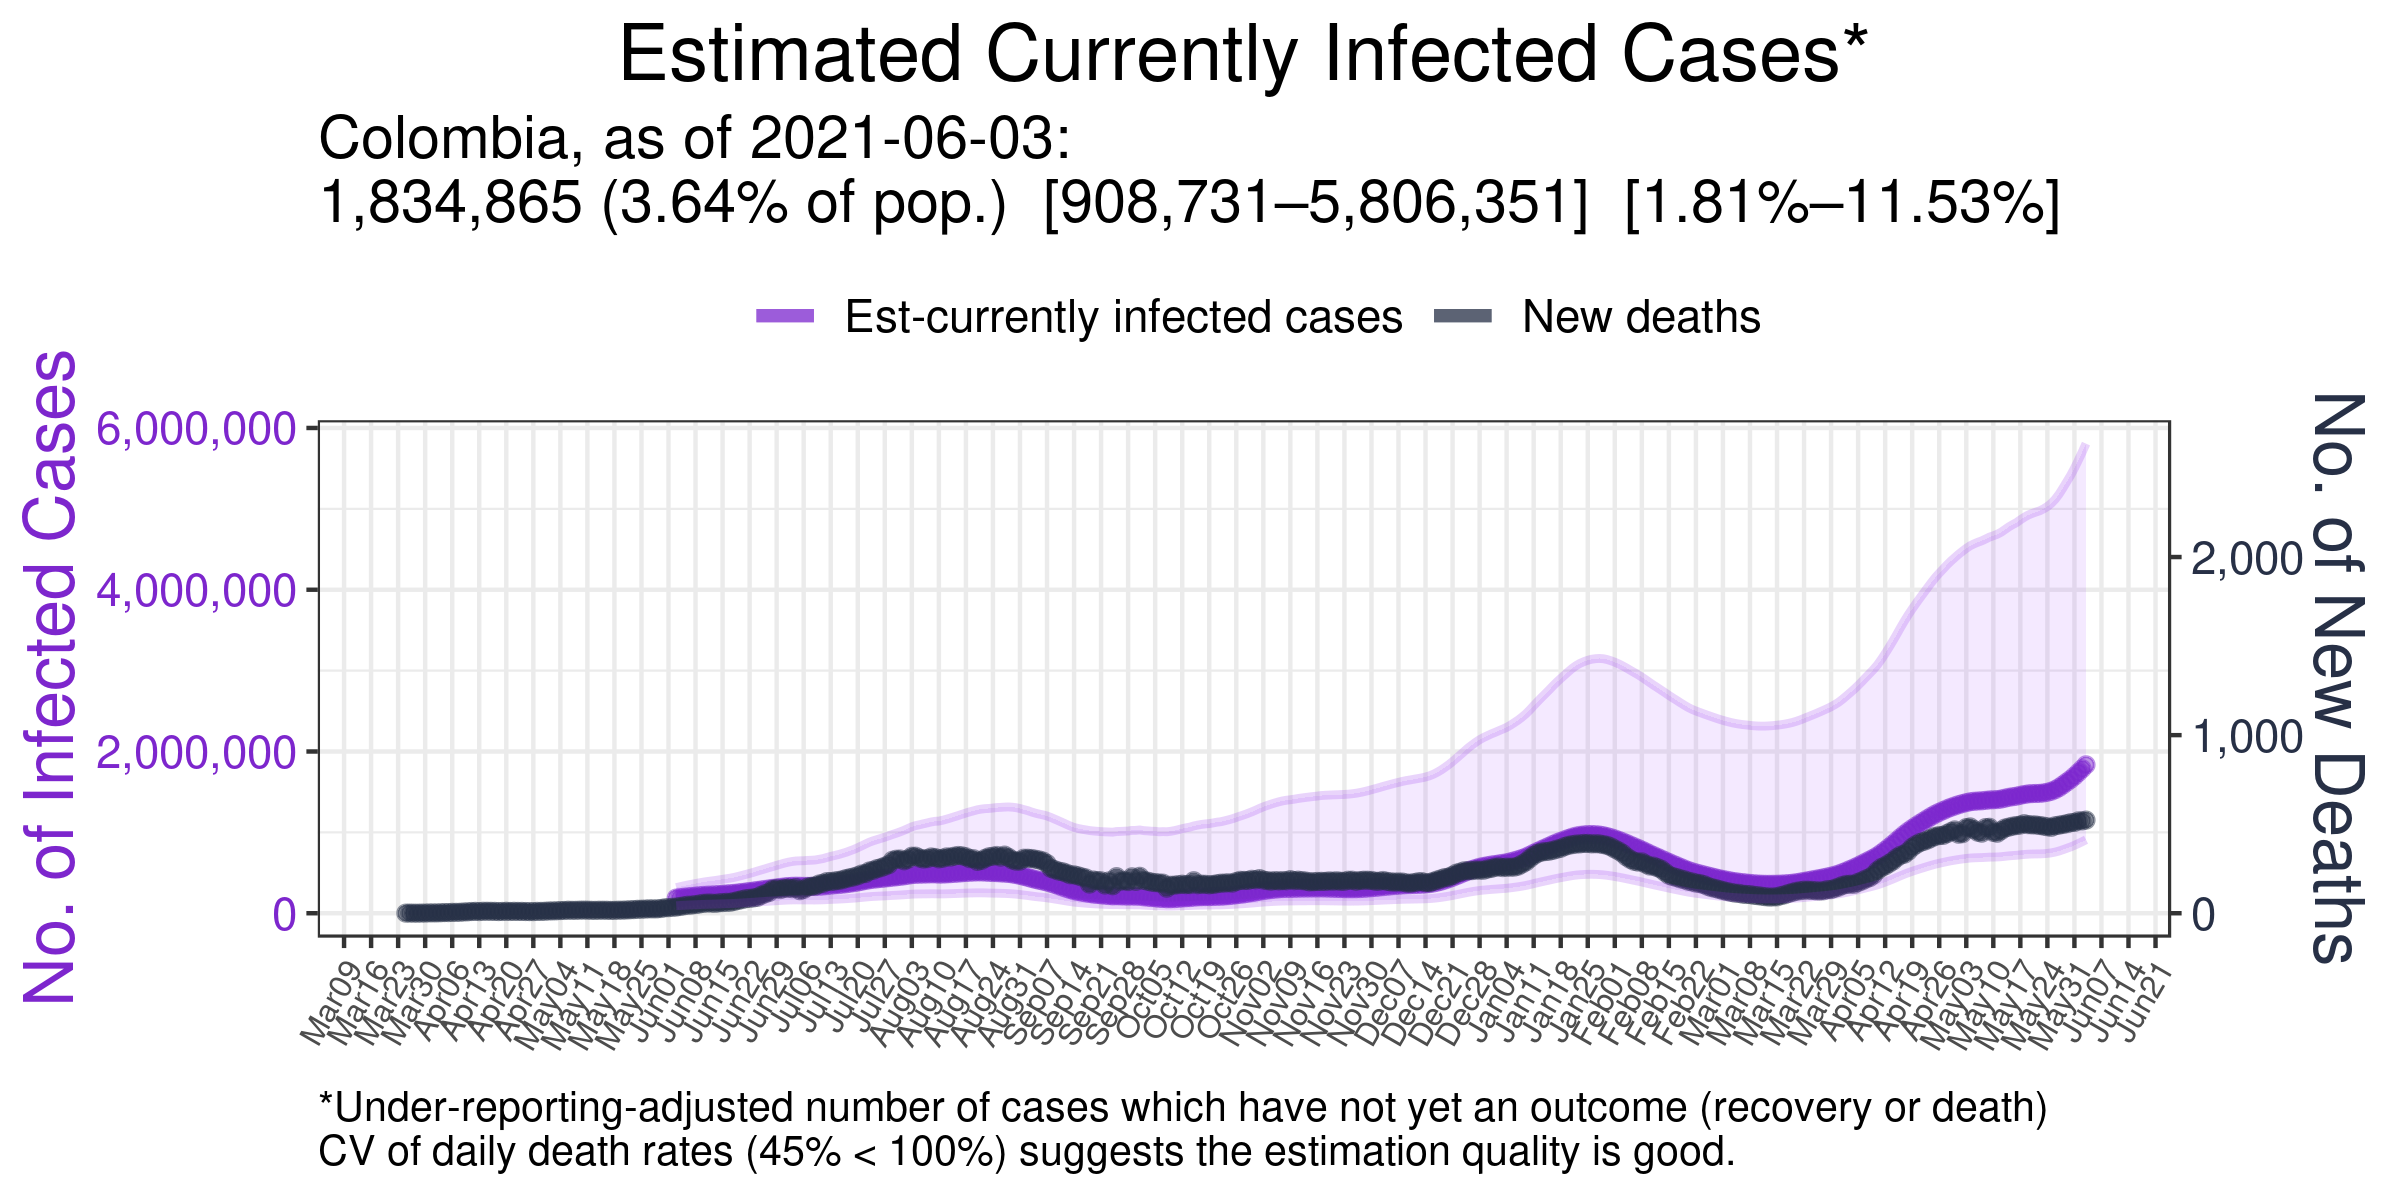 Estimated Currently Infected Cases*
Colombia, as of 2021-06-03:
1,834,865 (3.64% of pop.) [908,731–5,806,351] [1.81%–11.53%]
Est-currently infected cases New deaths
No. of Infected Cases
6,000,000
4,000,000
2,000,000
0
2,000
1,000
0
No. of New Deaths
Mar09 Mar16 Mar23 Mar30 Apr06 Apr13 Apr20 Apr27 May04 May11 May18 May25 Jun01 Jun08 Jun15 Jun22 Jun29 Jul06 Jul13 Jul20 Jul27 Aug03 Aug10 Aug17 Aug24 Aug31 Sep07 Sep14 Sep21 Sep28 Oct05 Oct12 Oct19 Oct26 Nov02 Nov09 Nov16 Nov23 Nov30 Dec07 Dec14 Dec21 Dec28 Jan04 Jan11 Jan18 Jan25 Feb01 Feb08 Feb15 Feb22 Mar01 Mar08 Mar15 Mar22 Mar29 Apr05 Apr12 Apr19 Apr26 May03 May10 May17 May24 May31 Jun07 Jun14 Jun21
*Under-reporting-adjusted number of cases which have not yet an outcome (recovery or death)
CV of daily death rates (45% < 100%) suggests the estimation quality is good.